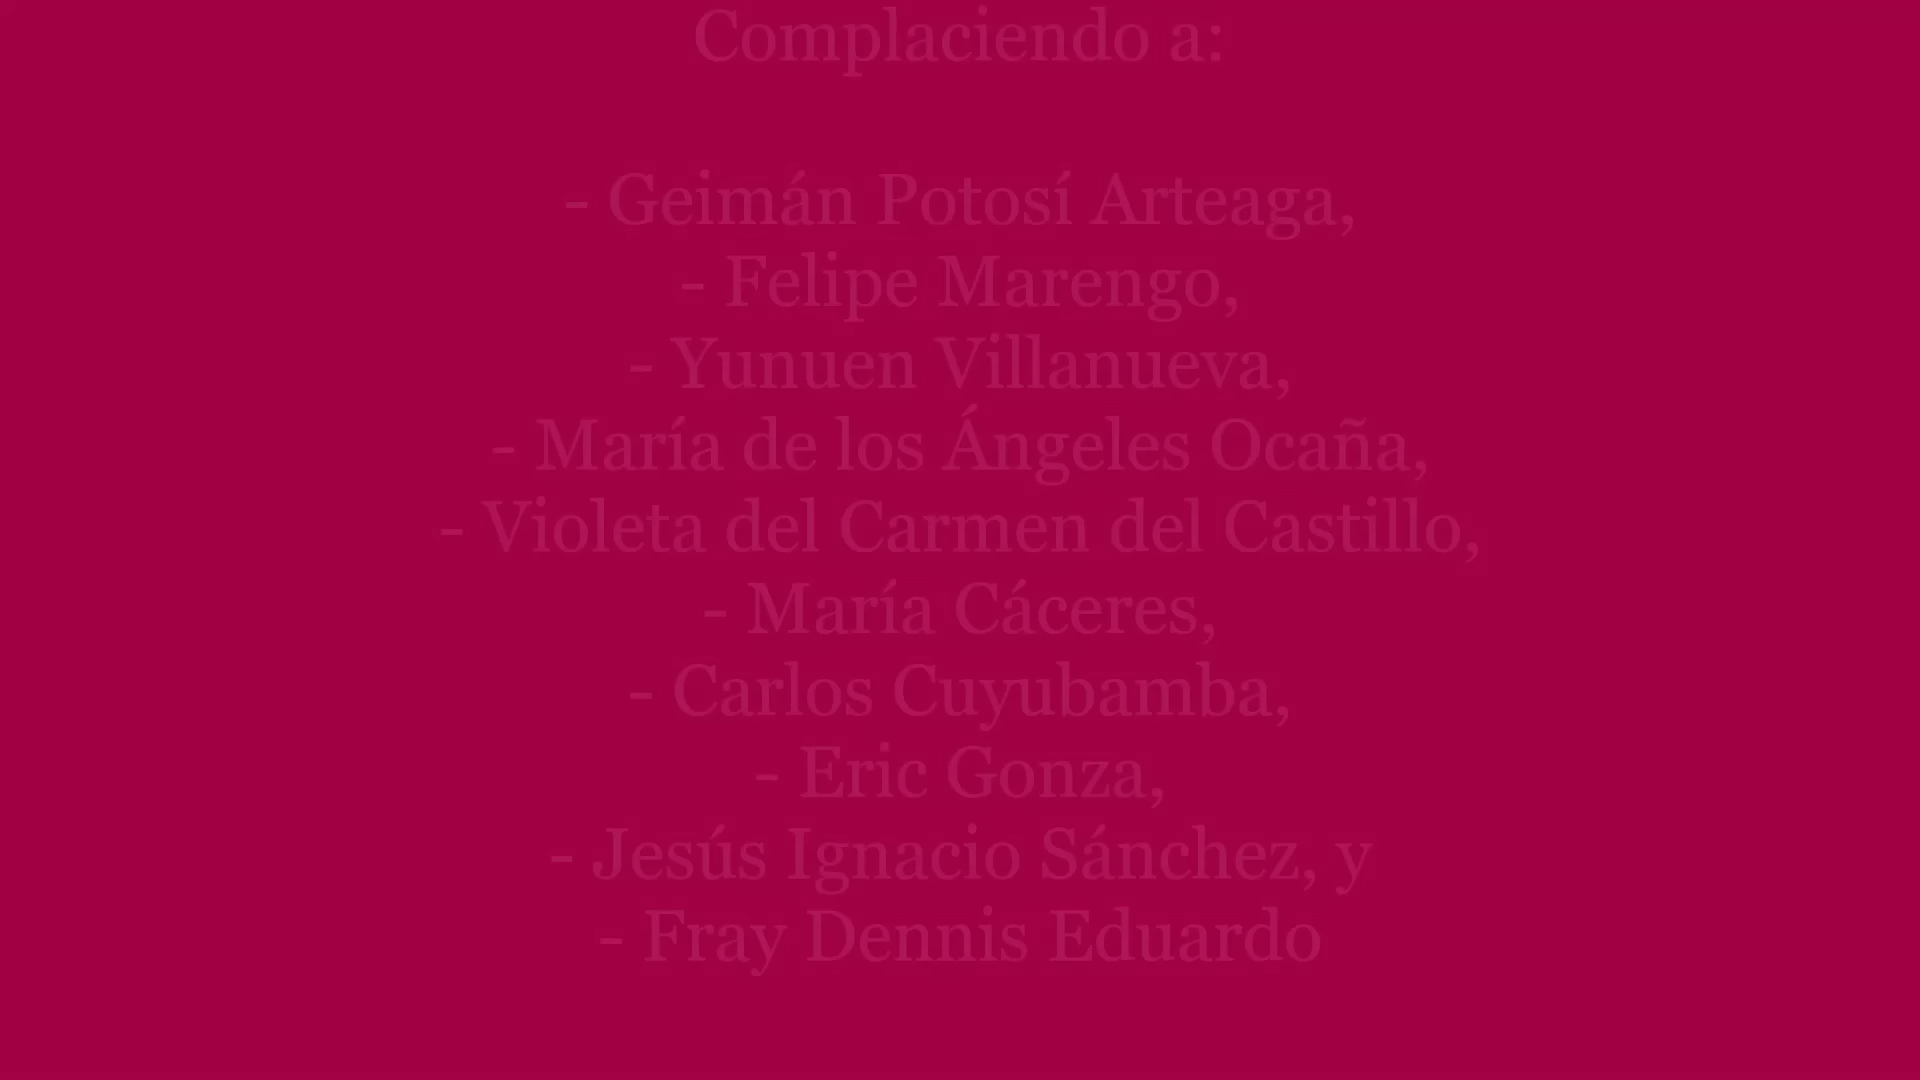 Complaciendo a:
- Geimán Potosí Arteaga,
- Felipe Marengo,
- Yunuen Villanueva,
- María de los Ángeles Ocaña,
- Violeta del Carmen del Castillo,
- María Cáceres,
- Carlos Cuyubamba,
- Eric Gonza,
- Jesús Ignacio Sánchez, y
- Fray Dennis Eduardo